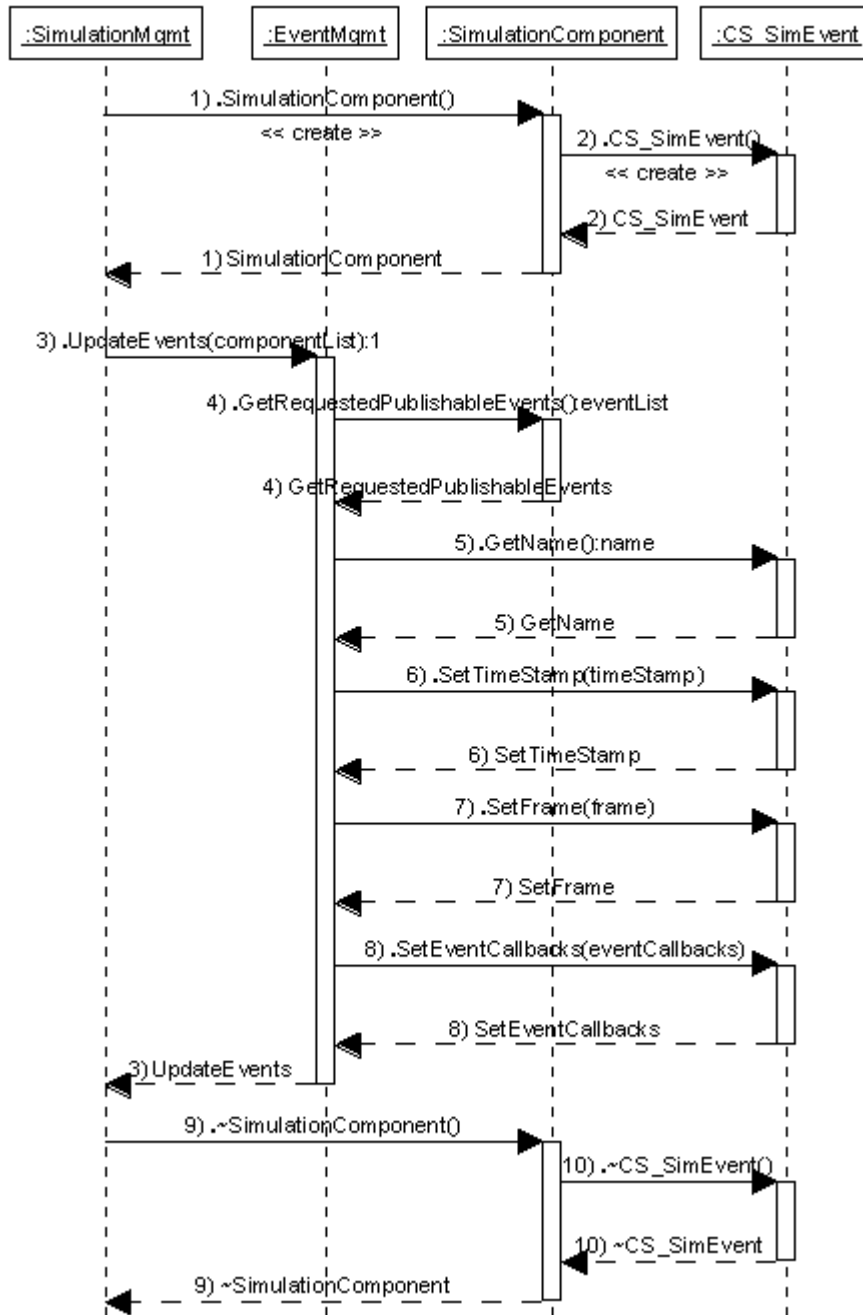 :SimulationMgmt
:EventMgmt
:SimulationComponent
:CS_SimEvent
1) .SimulationComponent()
<< create >>
2) .CS_SimEvent()
<< create >>
2) CS_SimEvent
1) SimulationComponent
3) .UpdateEvents(componentList):1
4) .GetRequestedPublishableEvents():eventList
4) GetRequestedPublishableEvents
5) .GetName():name
5) GetName
6) .SetTimeStamp(timeStamp)
6) SetTimeStamp
7) .SetFrame(frame)
7) SetFrame
8) .SetEventCallbacks(eventCallbacks)
8) SetEventCallbacks
3) UpdateEvents
9) .~SimulationComponent()
10) .~CS_SimEvent()
10) ~CS_SimEvent
9) ~SimulationComponent